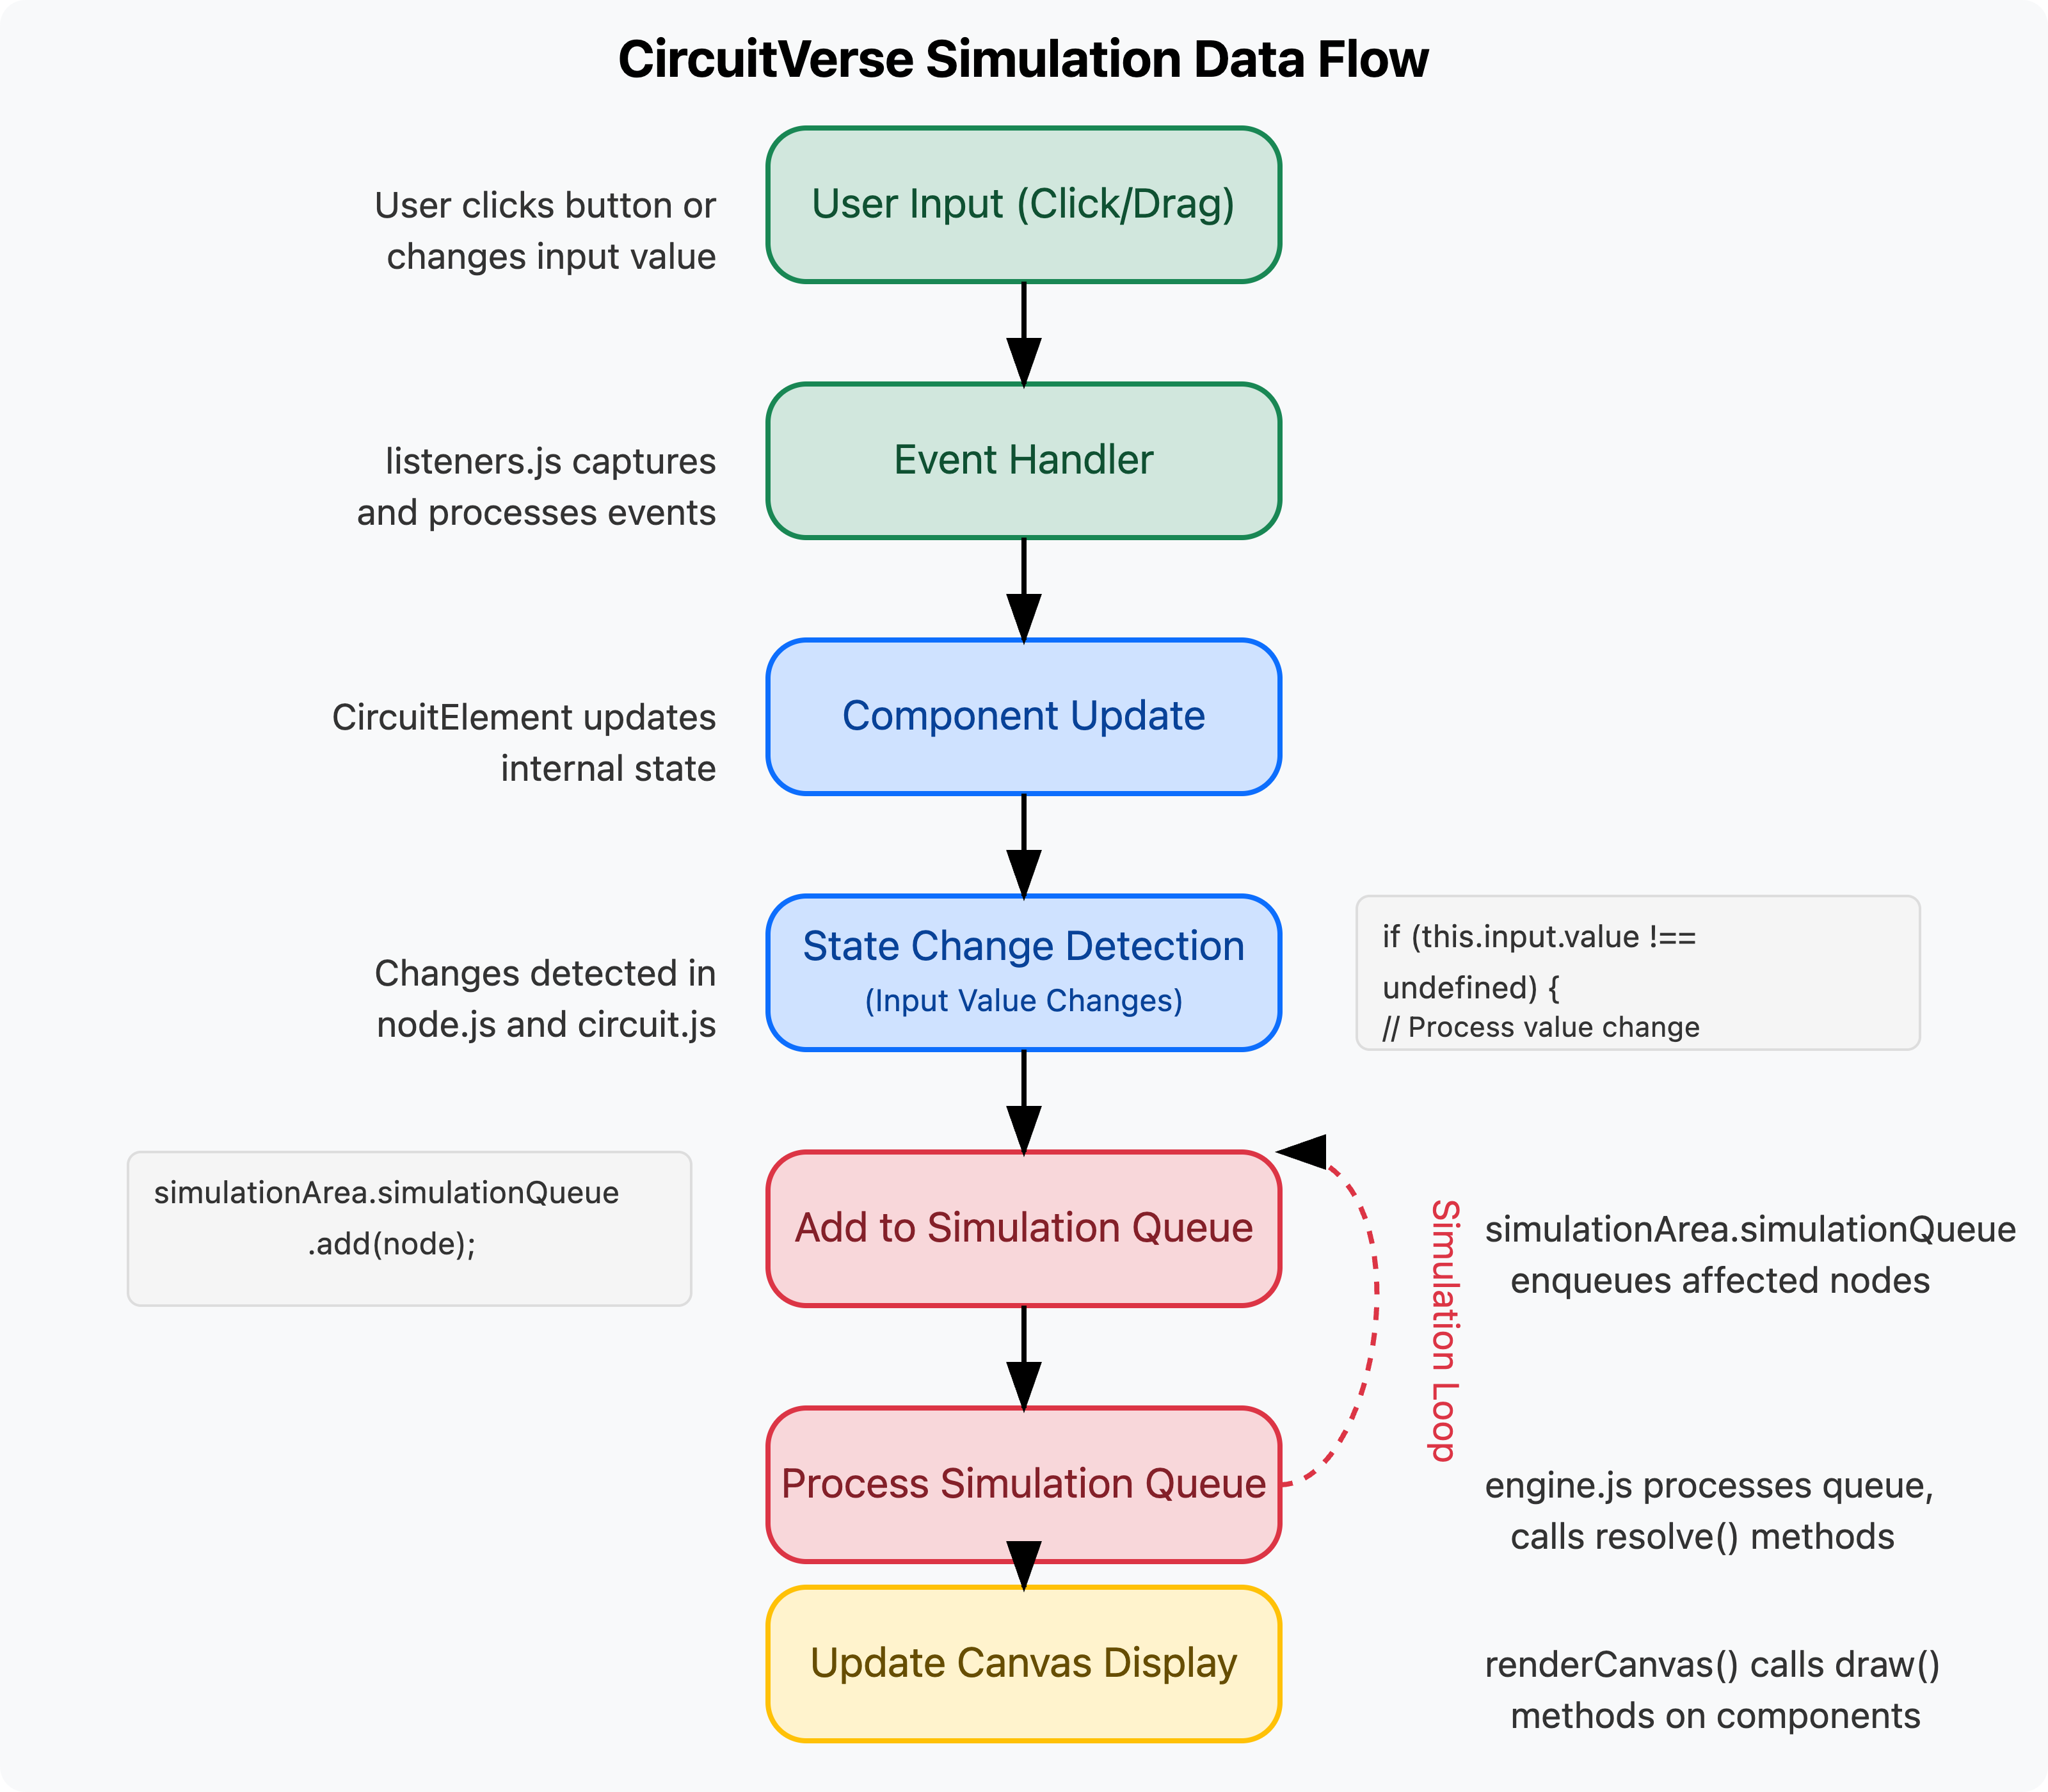 CircuitVerse Simulation Data Flow
User clicks button or
changes input value
User Input (Click/Drag)
listeners.js captures
and processes events
Event Handler
CircuitElement updates
internal state
Component Update
Changes detected in
node.js and circuit.js
State Change Detection
(Input Value Changes)
if (this.input.value !==
undefined) {
// Process value change
simulationArea.simulationQueue
.add(node);
Add to Simulation Queue
Simulation Loop
simulationArea.simulationQueue
enqueues affected nodes
Process Simulation Queue
engine.js processes queue,
calls resolve() methods
Update Canvas Display
renderCanvas() calls draw()
methods on components